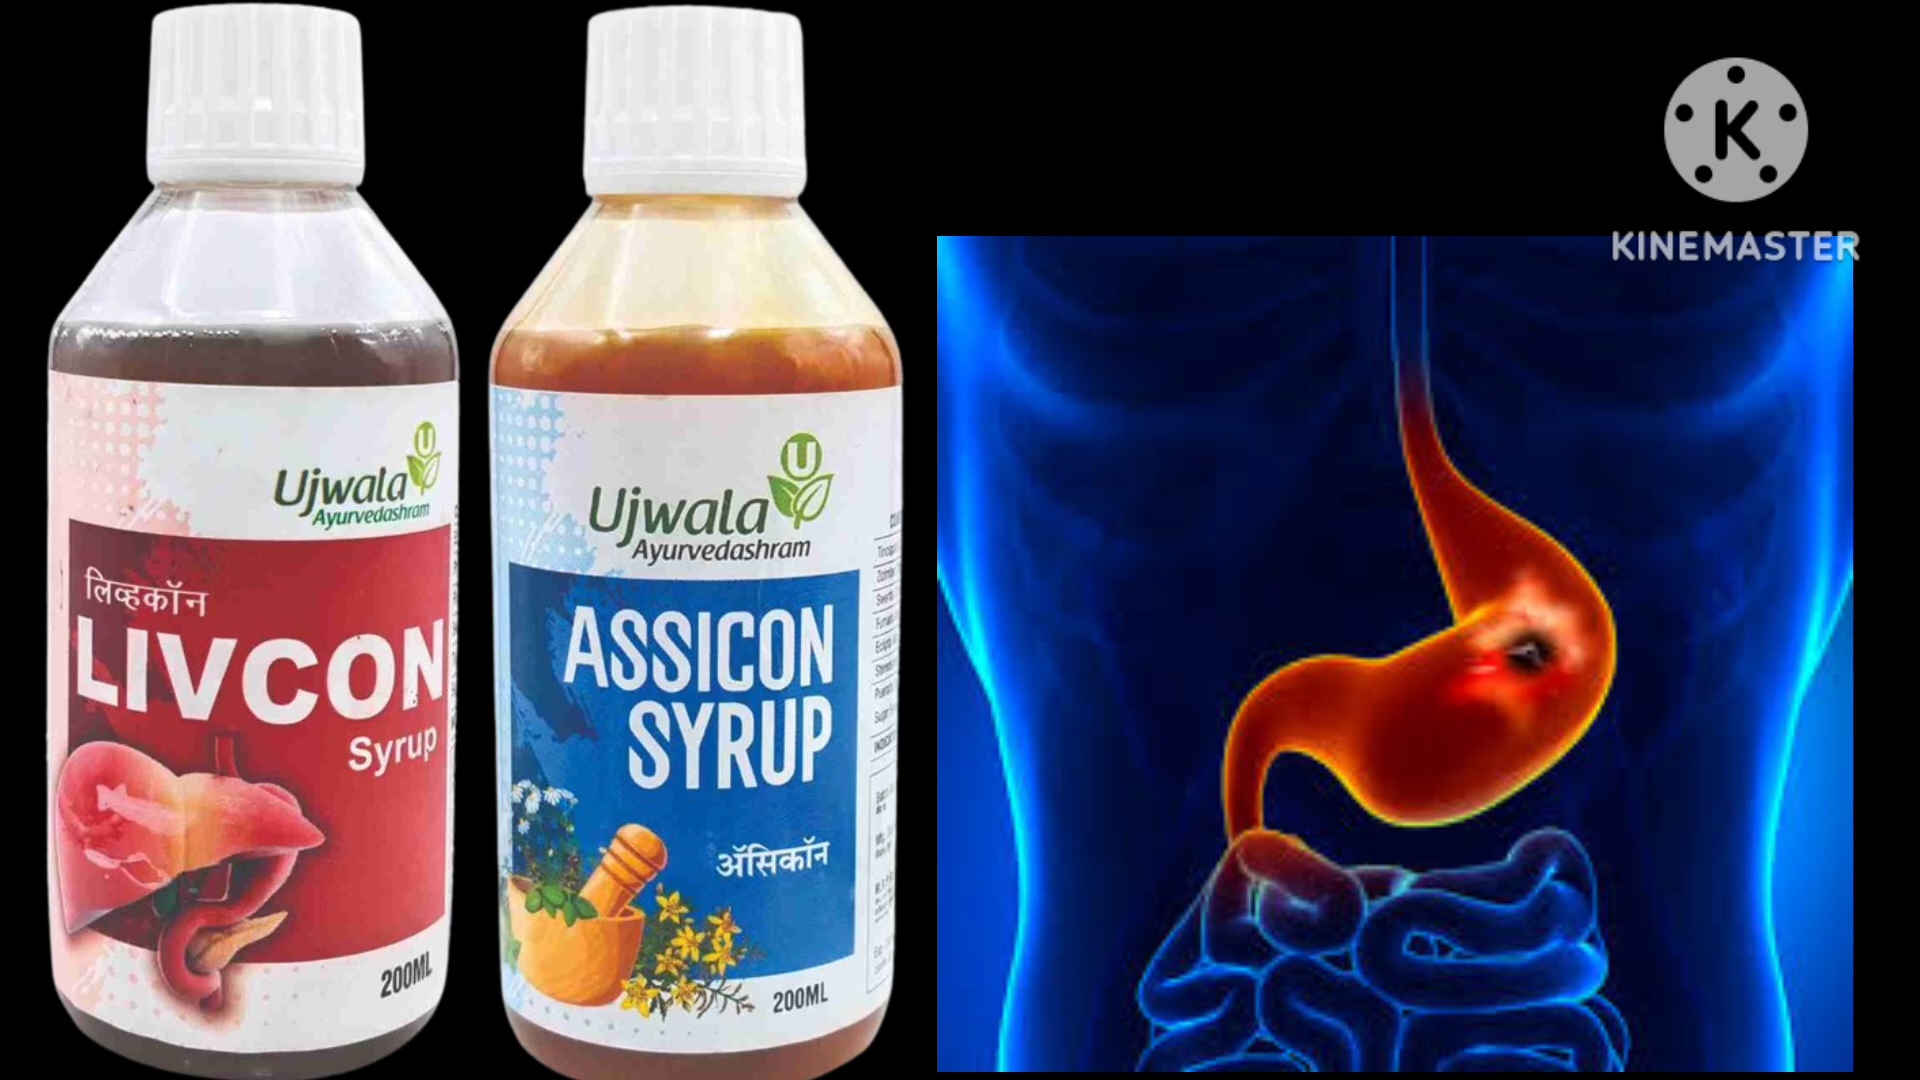 Ujwala
Ayurvedashram
लिव्हकॉन
LIVCON
Syrup
200ML
Ujwala
Ayurvedashram
ASSICON
SYRUP
ॲसिकॉन
200ML
K
KINEMASTER